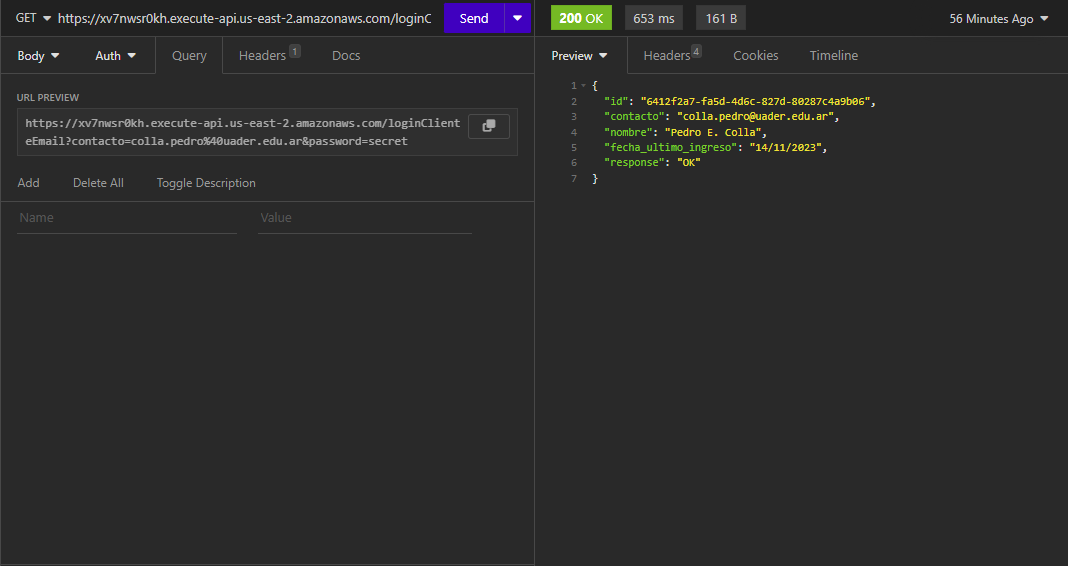 GET https://xv7nwsr0kh.execute-api.us-east-2.amazonaws.com/loginC Send
Body Auth Query Headers 1 Docs
URL PREVIEW
https://xv7nwsr0kh.execute-api.us-east-2.amazonaws.com/loginClient
eEmail?contacto=colla.pedro%40uader.edu.ar&password=secret
Add Delete All Toggle Description
Name Value
200 OK 653 ms 161 B 56 Minutes Ago
Preview Headers 4 Cookies Timeline
1 {
2 "id": "6412f2a7-fa5d-4d6c-827d-80287c4a9b06",
3 "contacto": "colla.pedro@uader.edu.ar",
4 "nombre": "Pedro E. Colla",
5 "fecha_ultimo_ingreso": "14/11/2023",
6 "response": "OK"
7 }